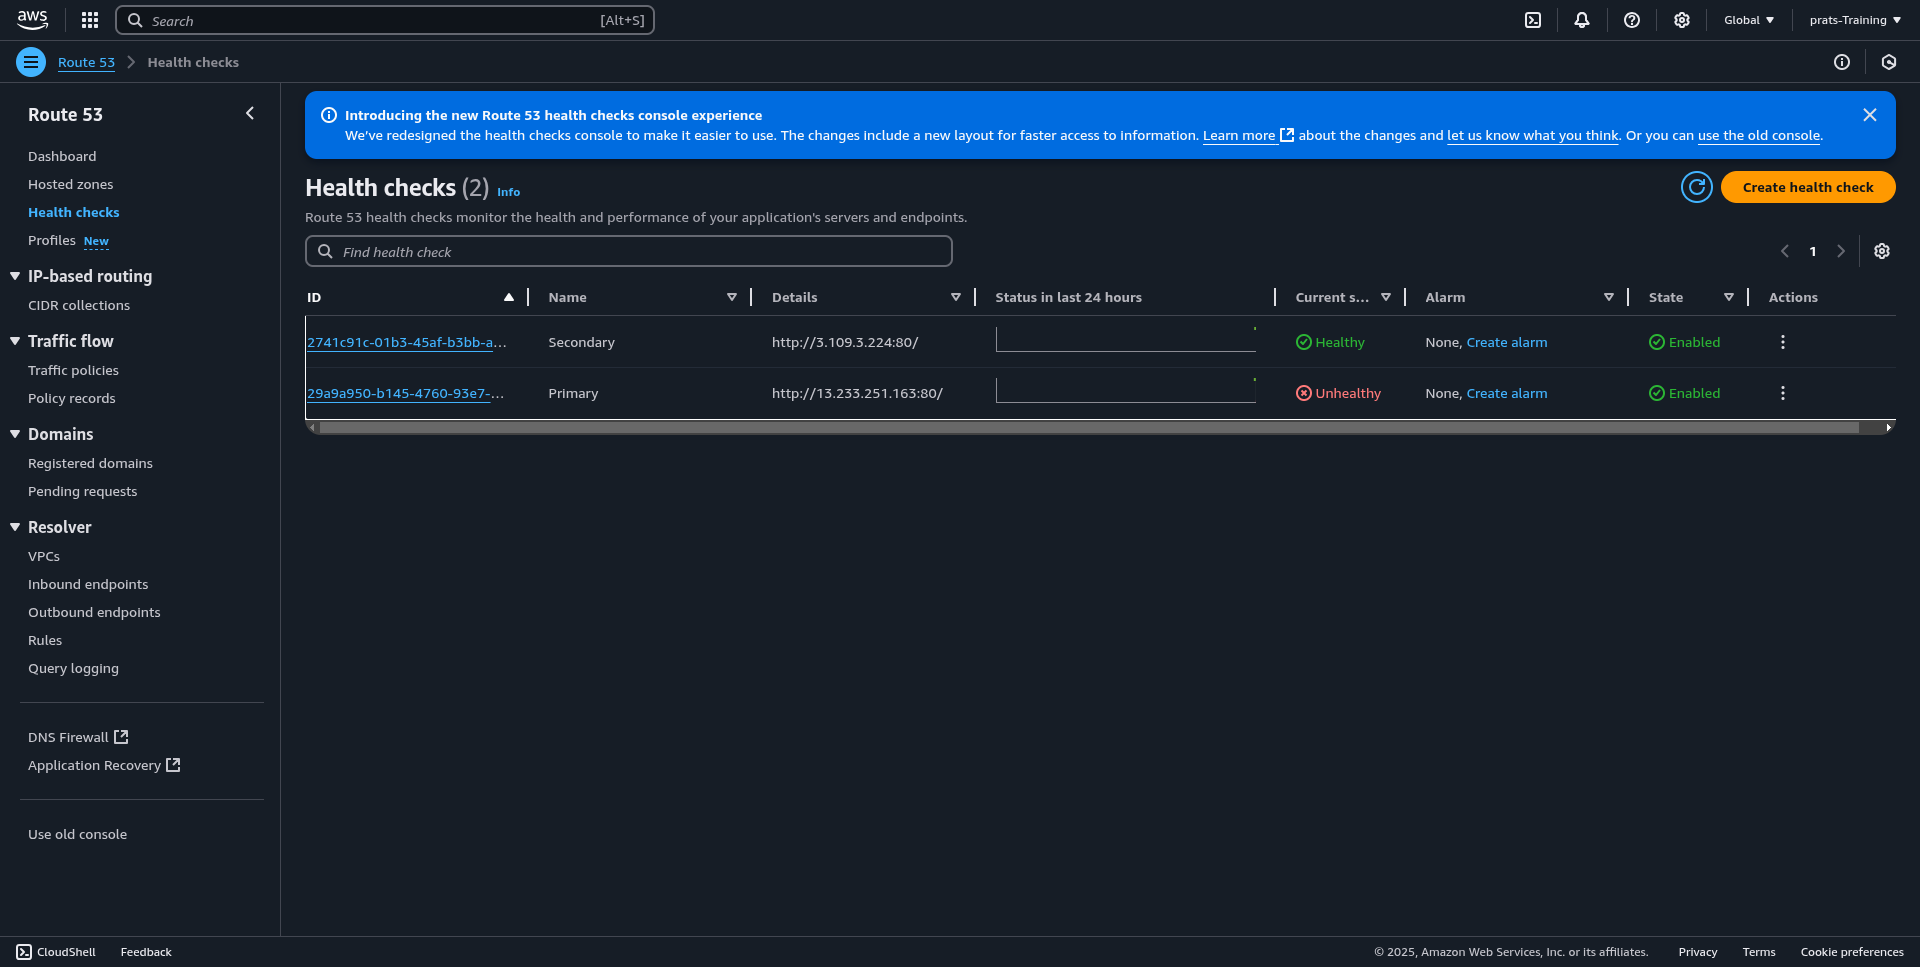 aws
Search [Alt+S]
Global
prats-Training
Route 53 Health checks
Route 53
Dashboard
Hosted zones
Health checks
Profiles New
IP-based routing
CIDR collections
Traffic flow
Traffic policies
Policy records
Domains
Registered domains
Pending requests
Resolver
VPCs
Inbound endpoints
Outbound endpoints
Rules
Query logging
DNS Firewall
Application Recovery
Use old console
Introducing the new Route 53 health checks console experience
We've redesigned the health checks console to make it easier to use. The changes include a new layout for faster access to information. Learn more about the changes and let us know what you think. Or you can use the old console.
Health checks (2) Info
Create health check
Route 53 health checks monitor the health and performance of your application's servers and endpoints.
Find health check
1
ID Name Details Status in last 24 hours Current s... Alarm State Actions
2741c91c-01b3-45af-b3bb-a... Secondary http://3.109.3.224:80/ Healthy None, Create alarm Enabled
29a9a950-b145-4760-93e7-... Primary http://13.233.251.163:80/ Unhealthy None, Create alarm Enabled
CloudShell Feedback © 2025, Amazon Web Services, Inc. or its affiliates. Privacy Terms Cookie preferences